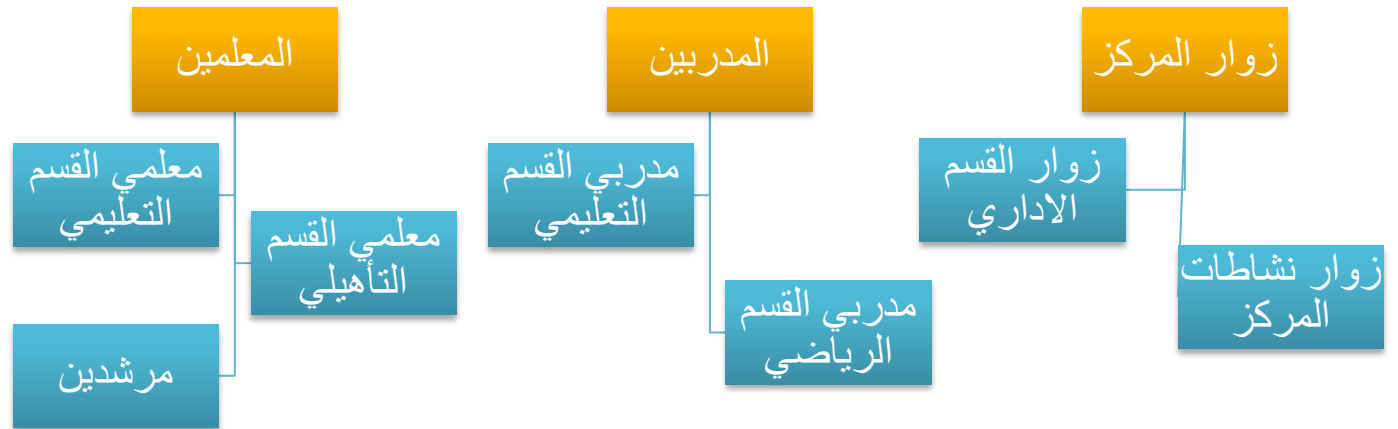 زوار المركز
زوار القسم
الاداري
زوار نشاطات
المركز
المدربين
مدربي القسم
التعليمي
مدربي القسم
الرياضي
المعلمين
معلمي القسم
التعليمي
معلمي القسم
التأهيلي
مرشدين